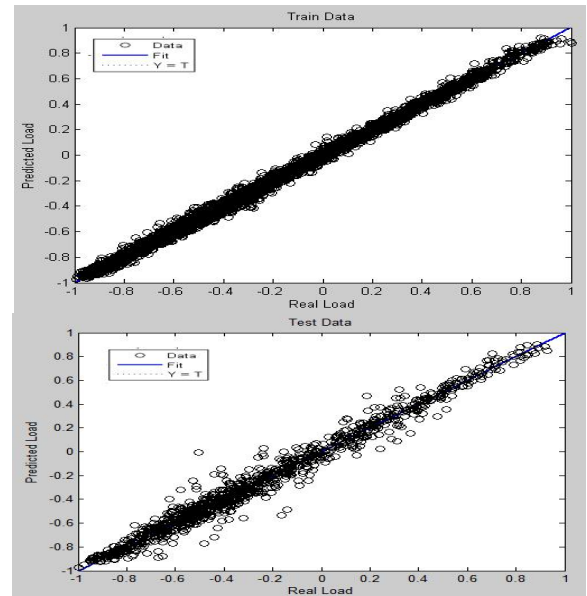 Train Data
1
0.8
0.6
0.4
0.2
0
-0.2
-0.4
-0.6
-0.8
-1
Predicted Load
Data
Fit
Y = T
-1 -0.8 -0.6 -0.4 -0.2 0 0.2 0.4 0.6 0.8 1
Real Load
Test Data
1
0.8
0.6
0.4
0.2
0
-0.2
-0.4
-0.6
-0.8
-1
Predicted Load
Data
Fit
Y = T
-1 -0.8 -0.6 -0.4 -0.2 0 0.2 0.4 0.6 0.8 1
Real Load